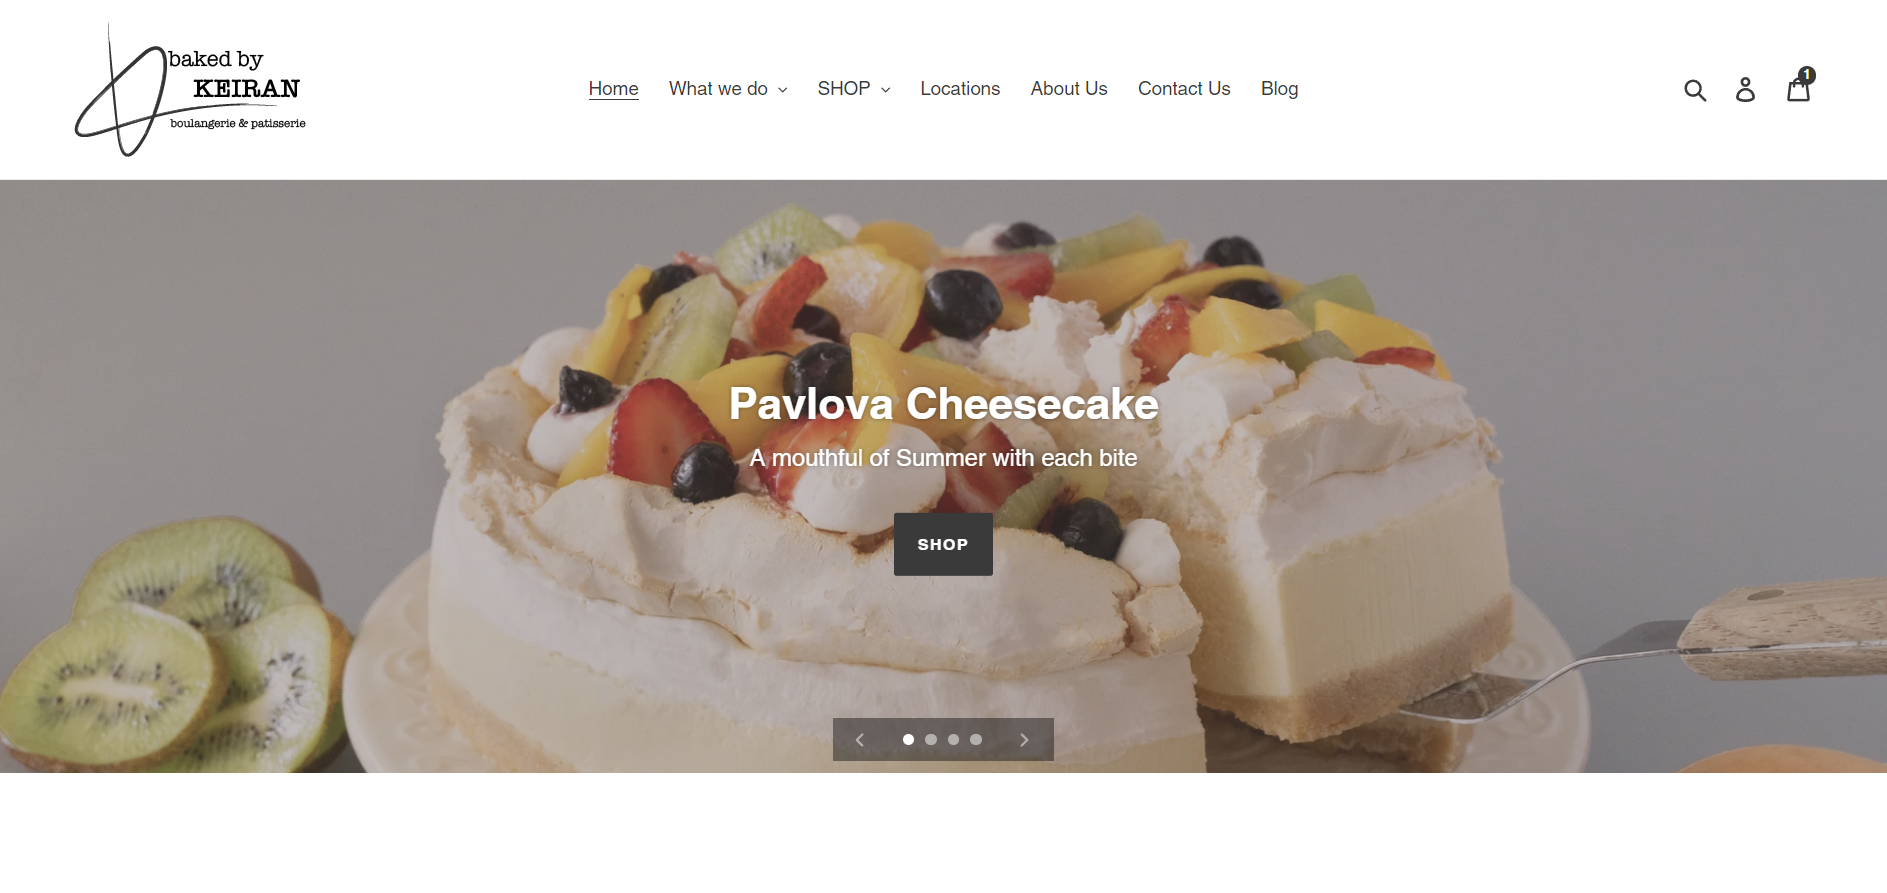 baked by
KEIRAN
boulangerie & patisserie
Home What we do SHOP Locations About Us Contact Us Blog
1
Pavlova Cheesecake
A mouthful of Summer with each bite
SHOP